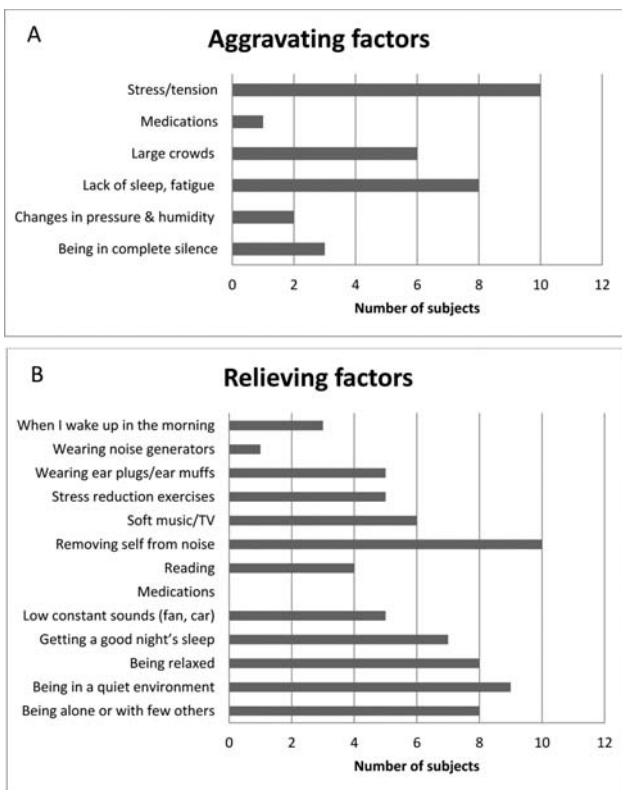 A
Aggravating factors
Stress/tension
Medications
Large crowds
Lack of sleep, fatigue
Changes in pressure & humidity
Being in complete silence
0 2 4 6 8 10 12
Number of subjects
B
Relieving factors
When I wake up in the morning
Wearing noise generators
Wearing ear plugs/ear muffs
Stress reduction exercises
Soft music/TV
Removing self from noise
Reading
Medications
Low constant sounds (fan, car)
Getting a good night's sleep
Being relaxed
Being in a quiet environment
Being alone or with few others
0 2 4 6 8 10 12
Number of subjects